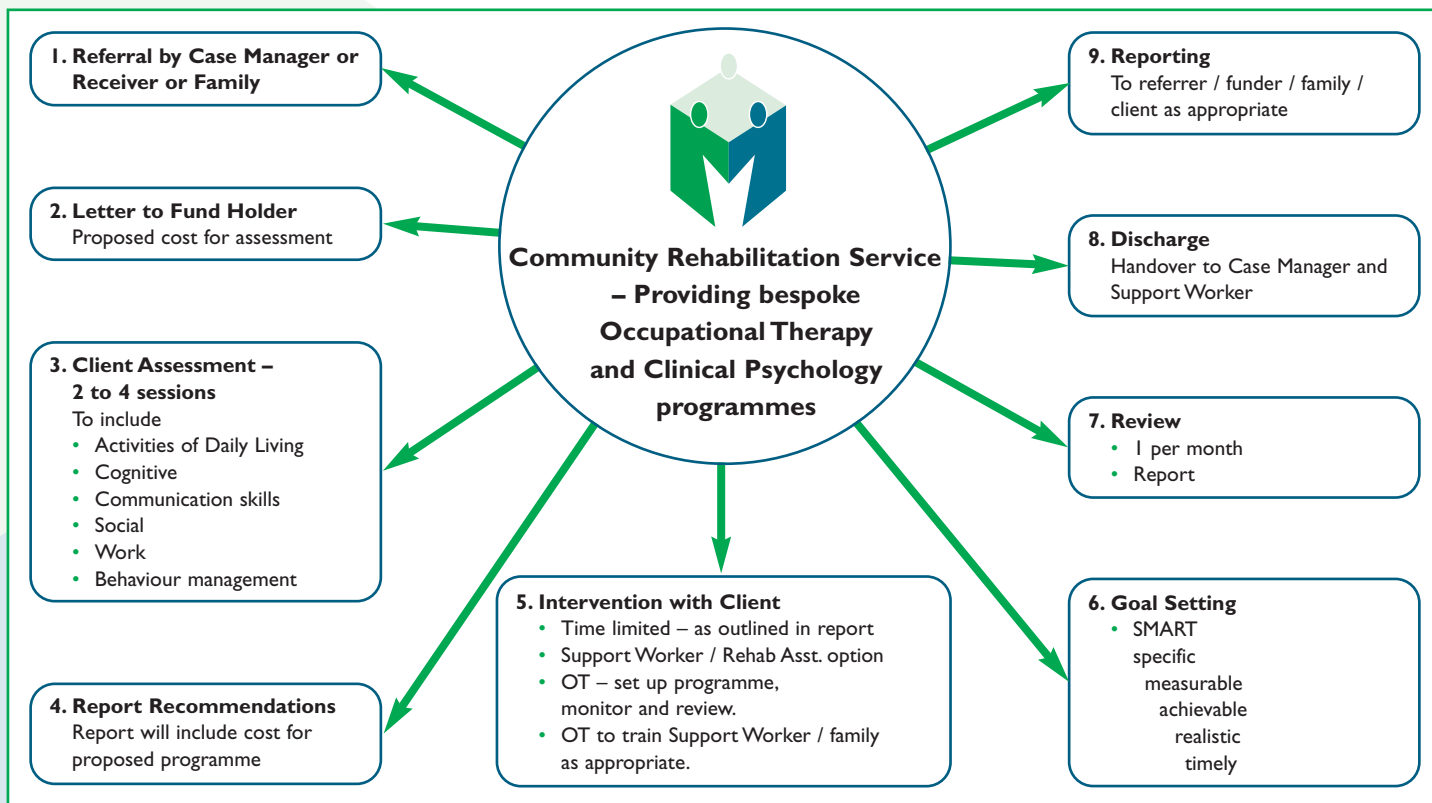 1. Referral by Case Manager or
Receiver or Family
2. Letter to Fund Holder
Proposed cost for assessment
3. Client Assessment –
2 to 4 sessions
To include
• Activities of Daily Living
• Cognitive
• Communication skills
• Social
• Work
• Behaviour management
4. Report Recommendations
Report will include cost for
proposed programme
Community Rehabilitation Service
– Providing bespoke
Occupational Therapy
and Clinical Psychology
programmes
5. Intervention with Client
• Time limited – as outlined in report
• Support Worker / Rehab Asst. option
• OT – set up programme,
monitor and review.
• OT to train Support Worker / family
as appropriate.
6. Goal Setting
• SMART
specific
measurable
achievable
realistic
timely
7. Review
• 1 per month
• Report
8. Discharge
Handover to Case Manager and
Support Worker
9. Reporting
To referrer / funder / family /
client as appropriate